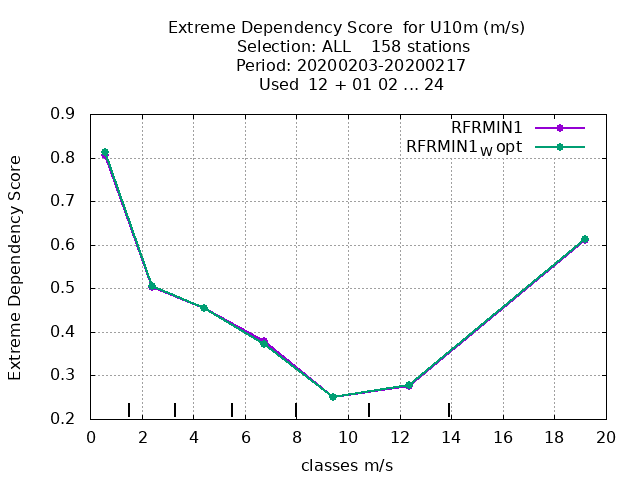 Extreme Dependency Score  for U10m (m/s)
Selection: ALL    158 stations
Period: 20200203-20200217
Used  12 + 01 02 ... 24
RFRMIN1
RFRMIN1W opt
Extreme Dependency Score
0.9
0.8
0.7
0.6
0.5
0.4
0.3
0.2
0 2 4 6 8 10 12 14 16 18 20
classes m/s